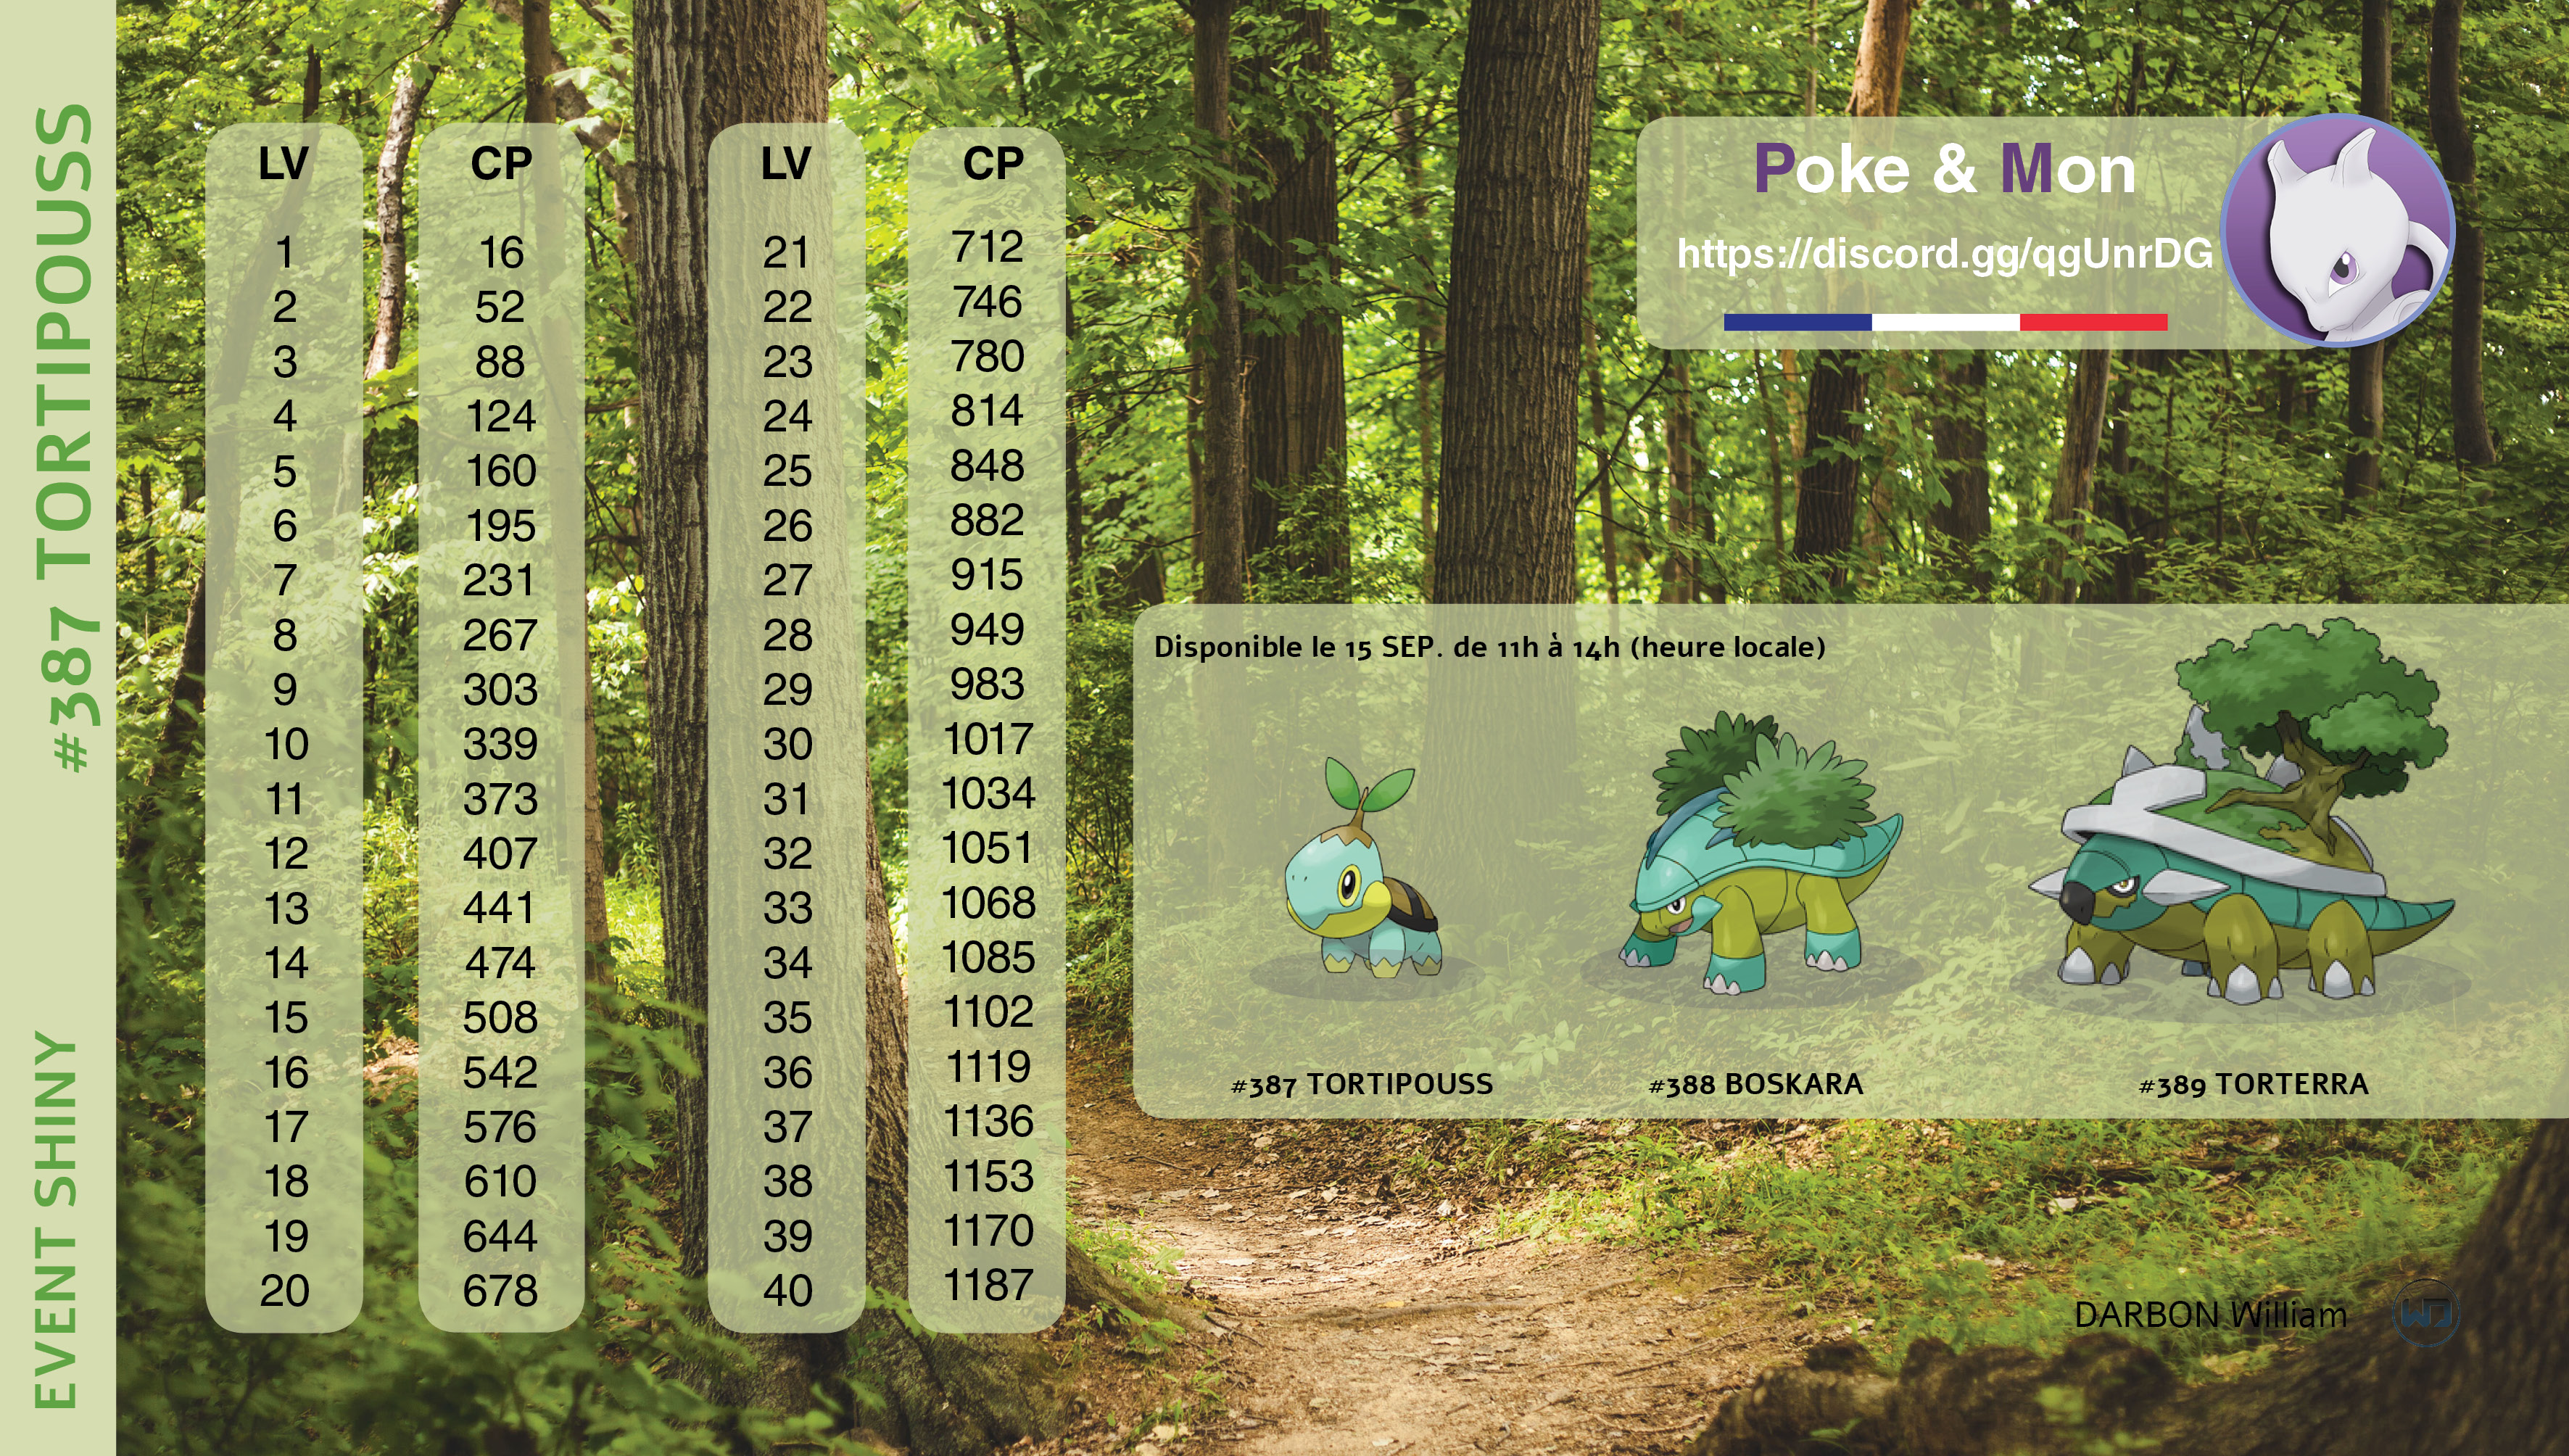 #387 TORTIPOUSS
EVENT SHINY
LV CP LV CP
1 16 21 712
2 52 22 746
3 88 23 780
4 124 24 814
5 160 25 848
6 195 26 882
7 231 27 915
8 267 28 949
9 303 29 983
10 339 30 1017
11 373 31 1034
12 407 32 1051
13 441 33 1068
14 474 34 1085
15 508 35 1102
16 542 36 1119
17 576 37 1136
18 610 38 1153
19 644 39 1170
20 678 40 1187
Poke & Mon
https://discord.gg/qgUnrDG
Disponible le 15 SEP. de 11h à 14h (heure locale)
#387 TORTIPOUSS #388 BOSKARA #389 TORTERRA
DARBON William
WD